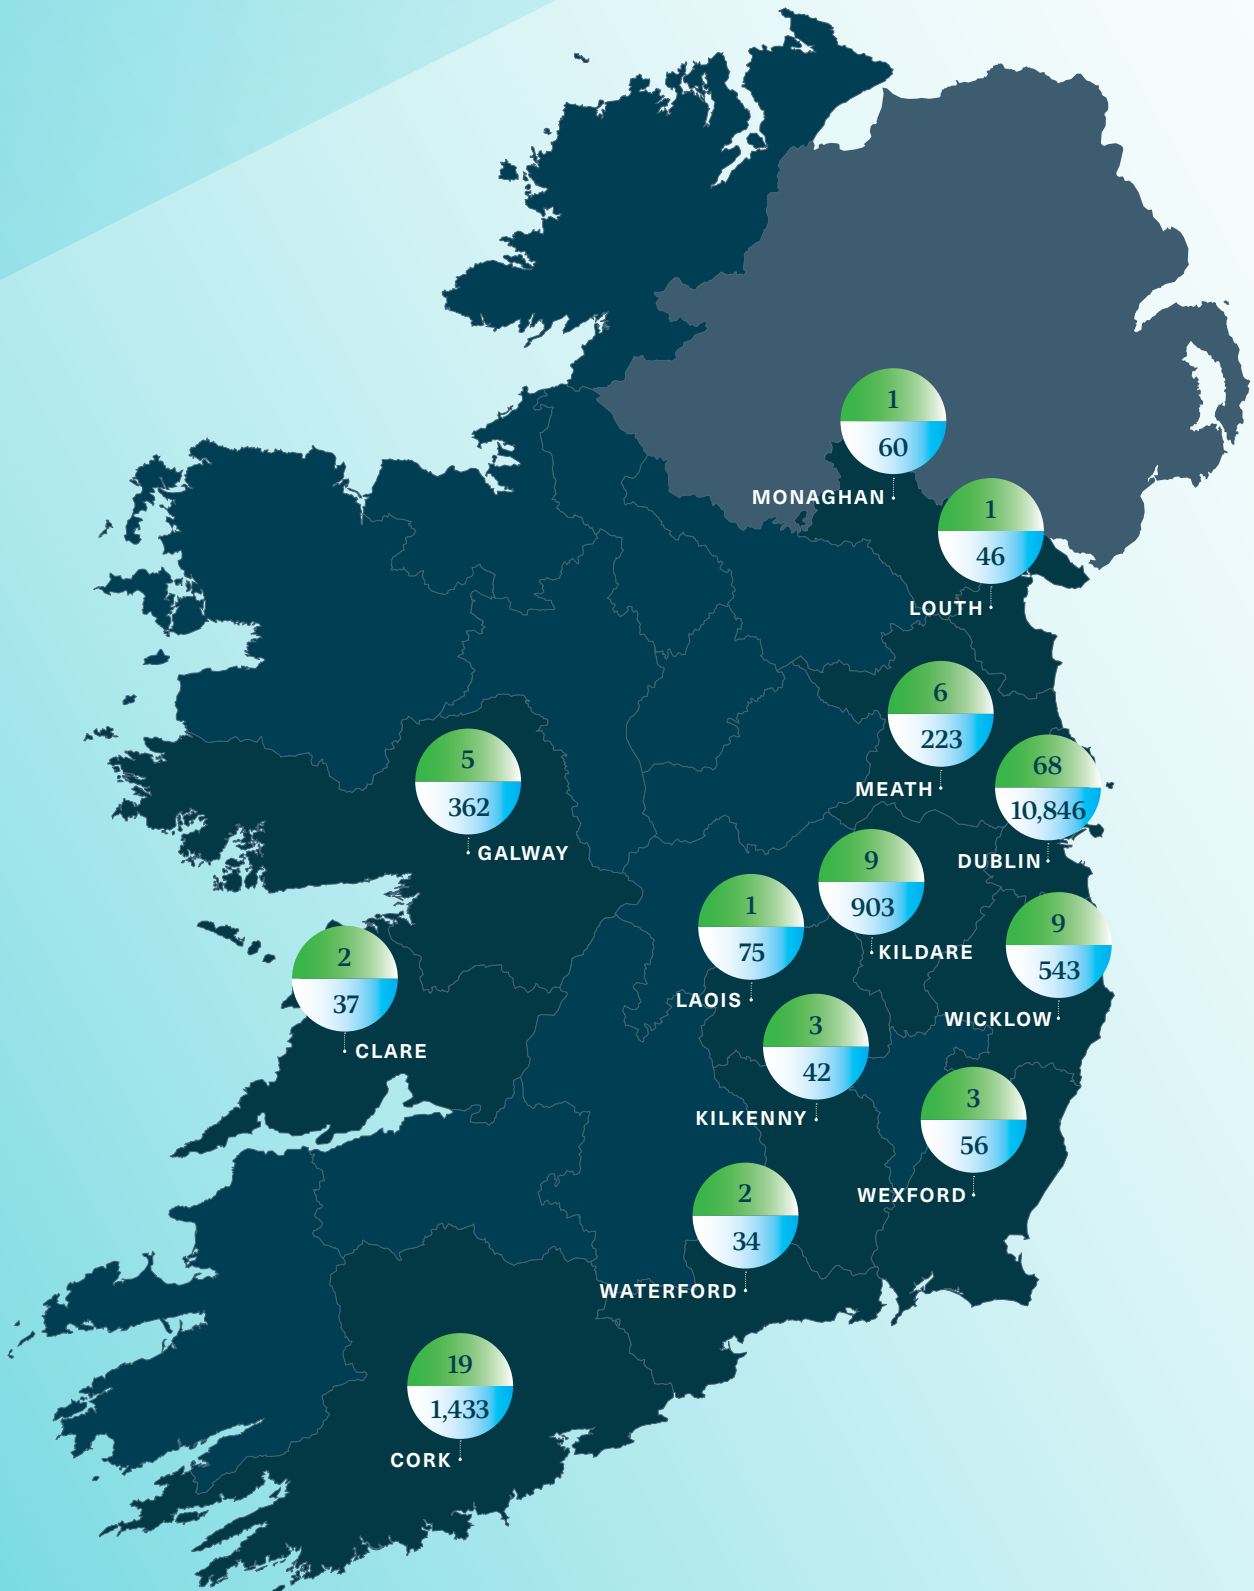 1
60
MONAGHAN
1
46
LOUTH
6
223
MEATH
68
10,846
DUBLIN
5
362
GALWAY
9
903
KILDARE
1
75
LAOIS
9
543
WICKLOW
2
37
CLARE
3
42
KILKENNY
3
56
WEXFORD
2
34
WATERFORD
19
1,433
CORK